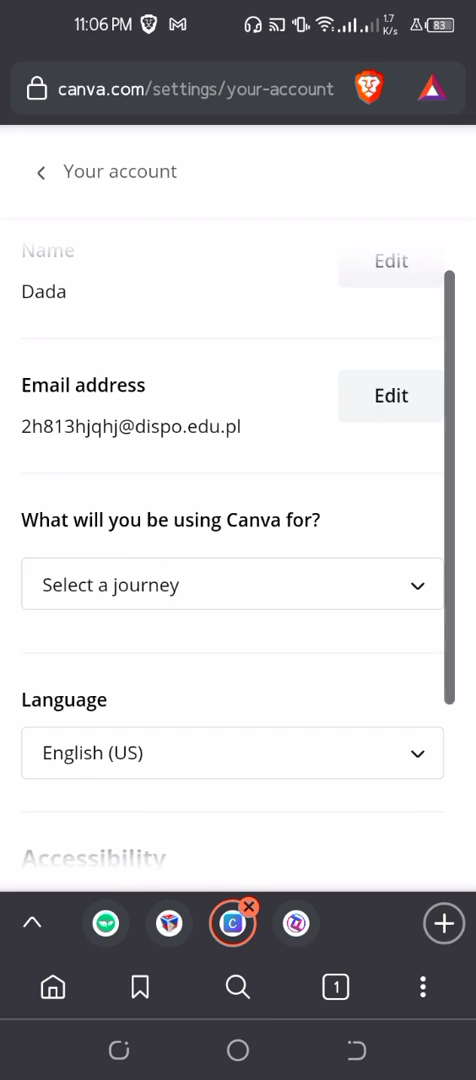 11:06 PM
1.7
K/s
83
canva.com/settings/your-account
Your account
Name
Edit
Dada
Email address
Edit
2h813hjqhj@dispo.edu.pl
What will you be using Canva for?
Select a journey
Language
English (US)
Accessibility
C
1